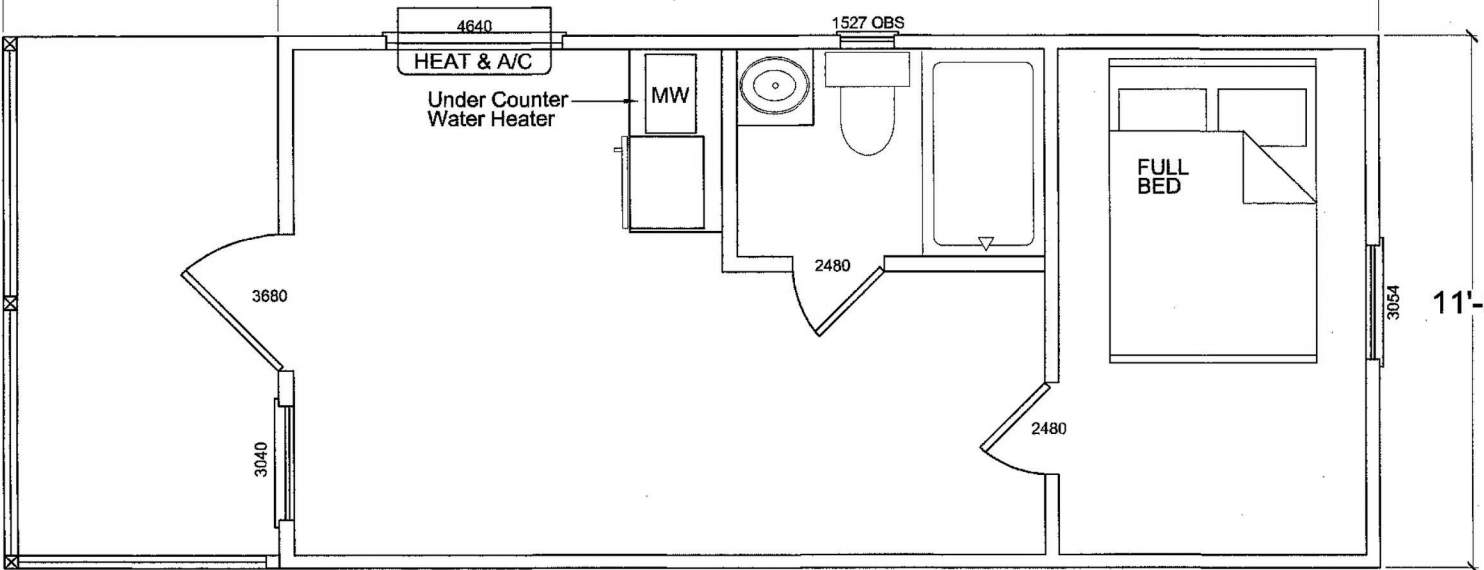 4640
1527 OBS
HEAT & A/C
Under Counter
Water Heater
MW
FULL
BED
2480
3680
3054
11'-
2480
3040